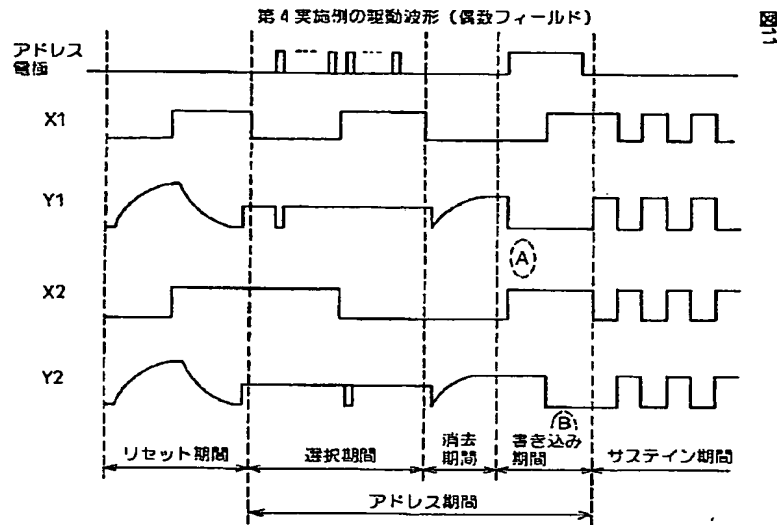 図11
第4実施例の駆動波形（偶数フィールド）
アドレス
電極
X1
Y1
A
X2
Y2
B
リセット期間
選択期間
消去
期間
書き込み
期間
サステイン期間
アドレス期間